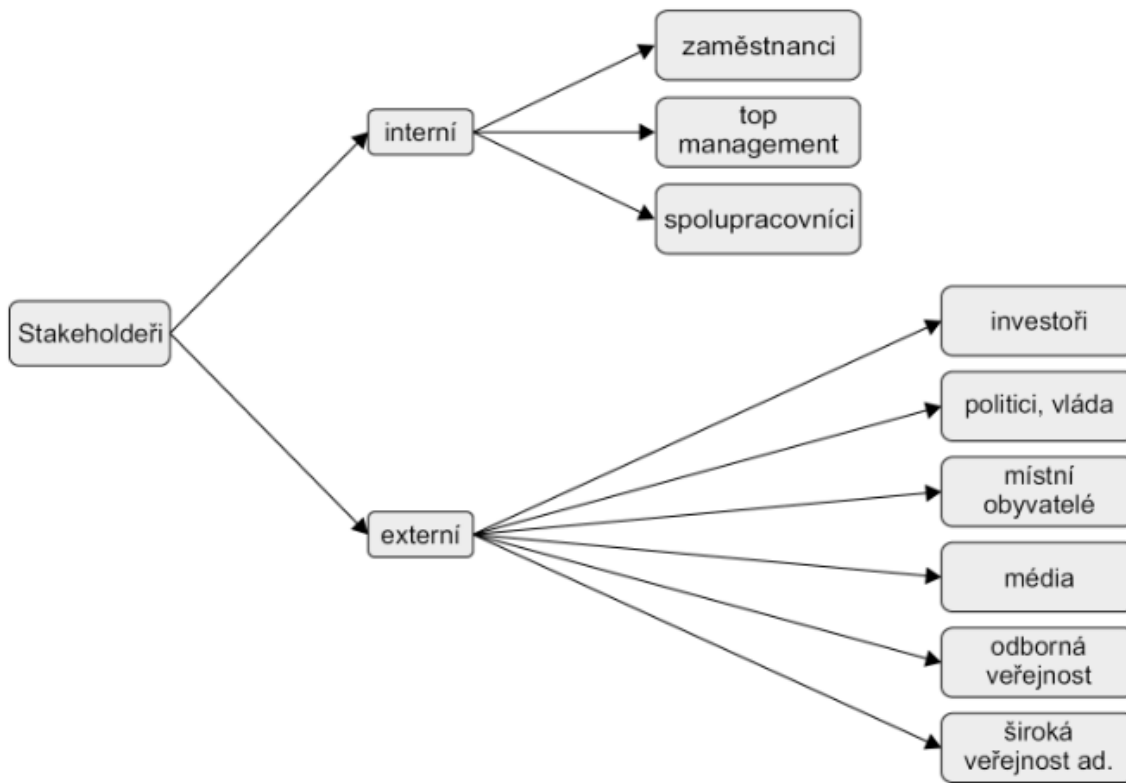 zaměstnanci
interní
top
management
spolupracovníci
Stakeholdeři
investoři
politici, vláda
místní
obyvatelé
externí
média
odborná
veřejnost
široká
veřejnost ad.